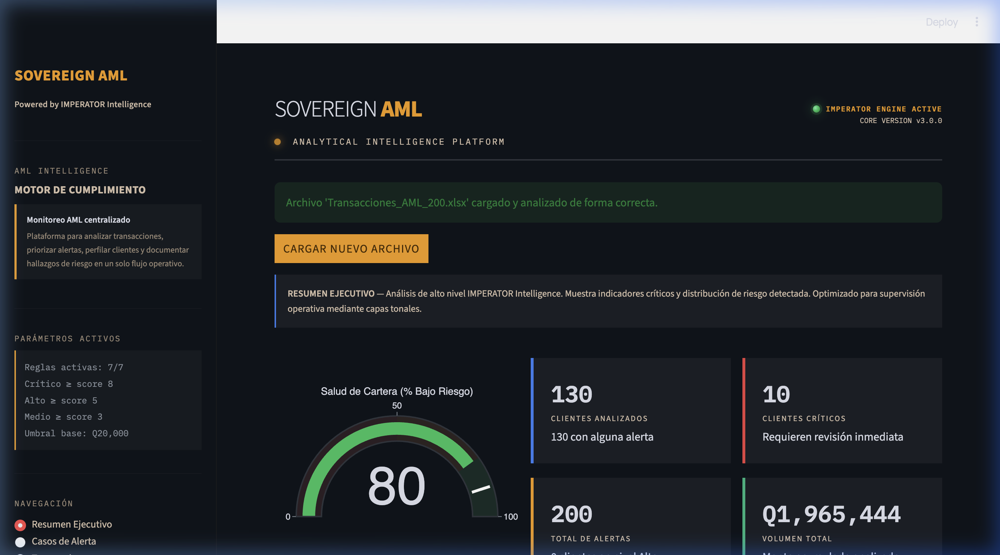 Deploy
SOVEREIGN AML
Powered by IMPERATOR Intelligence
AML INTELLIGENCE
MOTOR DE CUMPLIMIENTO
Monitoreo AML centralizado
Plataforma para analizar transacciones,
priorizar alertas, perfilar clientes y documentar
hallazgos de riesgo en un solo flujo operativo.
PARÁMETROS ACTIVOS
Reglas activas: 7/7
Crítico ≥ score 8
Alto ≥ score 5
Medio ≥ score 3
Umbral base: Q20,000
NAVEGACIÓN
Resumen Ejecutivo
Casos de Alerta
SOVEREIGN AML
IMPERATOR ENGINE ACTIVE
CORE VERSION v3.0.0
ANALYTICAL INTELLIGENCE PLATFORM
Archivo 'Transacciones_AML_200.xlsx' cargado y analizado de forma correcta.
CARGAR NUEVO ARCHIVO
RESUMEN EJECUTIVO — Análisis de alto nivel IMPERATOR Intelligence. Muestra indicadores críticos y distribución de riesgo detectada. Optimizado para supervisión
operativa mediante capas tonales.
Salud de Cartera (% Bajo Riesgo)
50
80
0
100
130
CLIENTES ANALIZADOS
130 con alguna alerta
10
CLIENTES CRÍTICOS
Requieren revisión inmediata
200
TOTAL DE ALERTAS
Q1,965,444
VOLUMEN TOTAL